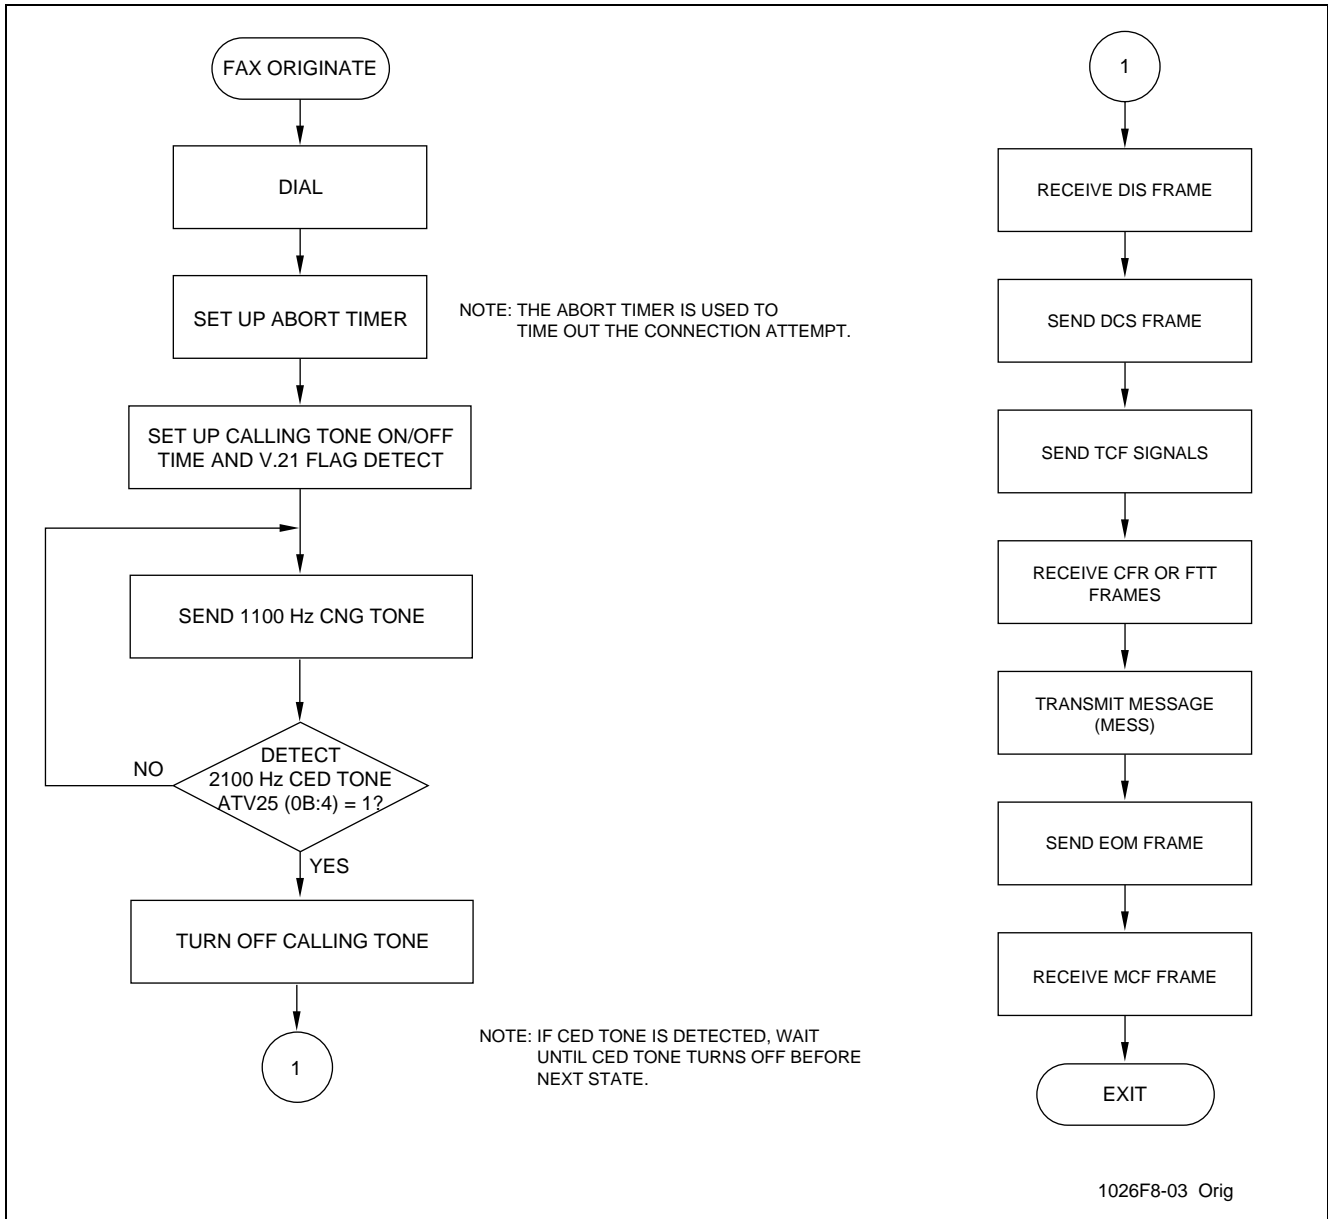 FAX ORIGINATE
DIAL
SET UP ABORT TIMER
NOTE: THE ABORT TIMER IS USED TO
TIME OUT THE CONNECTION ATTEMPT.
SET UP CALLING TONE ON/OFF
TIME AND V.21 FLAG DETECT
SEND 1100 Hz CNG TONE
DETECT
2100 Hz CED TONE
ATV25 (0B:4) = 1?
NO
YES
TURN OFF CALLING TONE
1
NOTE: IF CED TONE IS DETECTED, WAIT
UNTIL CED TONE TURNS OFF BEFORE
NEXT STATE.
1
RECEIVE DIS FRAME
SEND DCS FRAME
SEND TCF SIGNALS
RECEIVE CFR OR FTT
FRAMES
TRANSMIT MESSAGE
(MESS)
SEND EOM FRAME
RECEIVE MCF FRAME
EXIT
1026F8-03 Orig